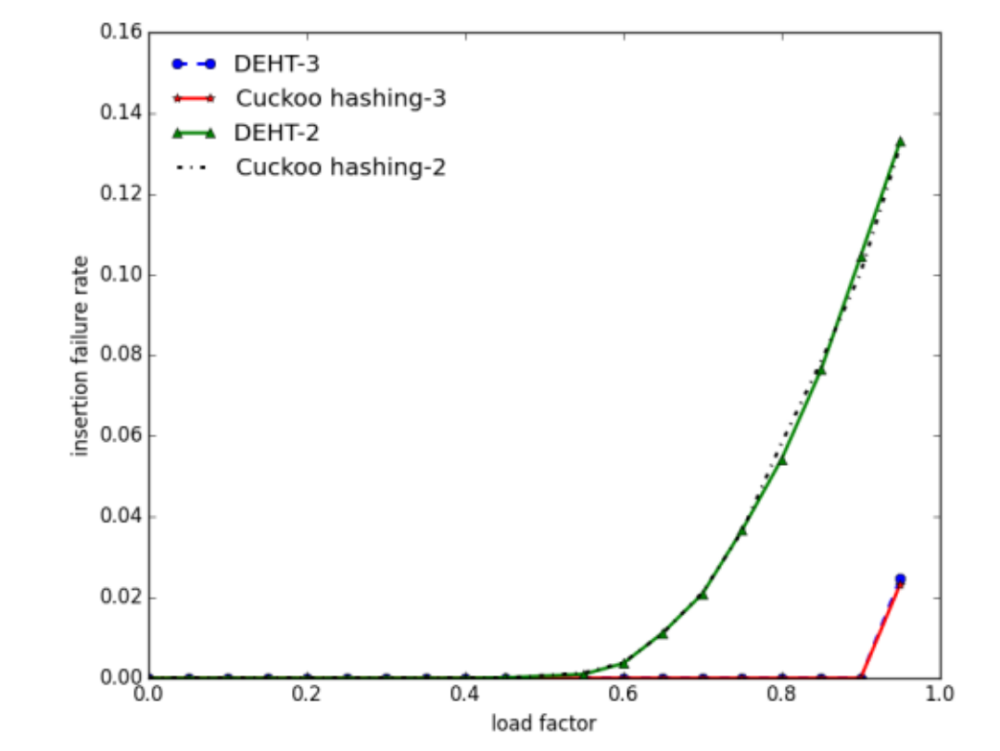 0.16
0.14
0.12
0.10
0.08
0.06
0.04
0.02
0.00
insertion failure rate
DEHT-3
Cuckoo hashing-3
DEHT-2
Cuckoo hashing-2
0.0 0.2 0.4 0.6 0.8 1.0
load factor